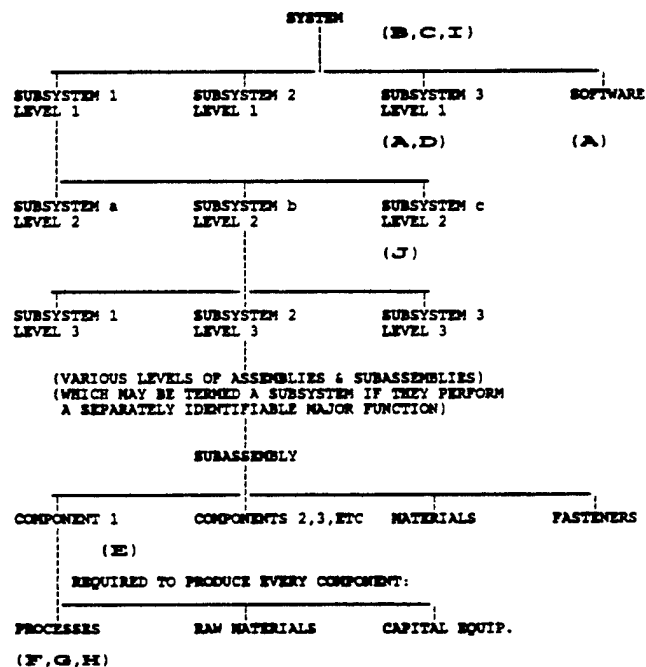 SYSTEM
(B,C,I)
SUBSYSTEM 1 SUBSYSTEM 2 SUBSYSTEM 3 SOFTWARE
LEVEL 1 LEVEL 1 LEVEL 1
(A,D) (A)
SUBSYSTEM a SUBSYSTEM b SUBSYSTEM c
LEVEL 2 LEVEL 2 LEVEL 2
(J)
SUBSYSTEM 1 SUBSYSTEM 2 SUBSYSTEM 3
LEVEL 3 LEVEL 3 LEVEL 3
(VARIOUS LEVELS OF ASSEMBLIES & SUBASSEMBLIES)
(WHICH MAY BE TERMED A SUBSYSTEM IF THEY PERFORM
A SEPARATELY IDENTIFIABLE MAJOR FUNCTION)
SUBASSEMBLY
COMPONENT 1 COMPONENTS 2,3,ETC MATERIALS FASTENERS
(E)
REQUIRED TO PRODUCE EVERY COMPONENT:
PROCESSES RAW MATERIALS CAPITAL EQUIP.
(F,G,H)